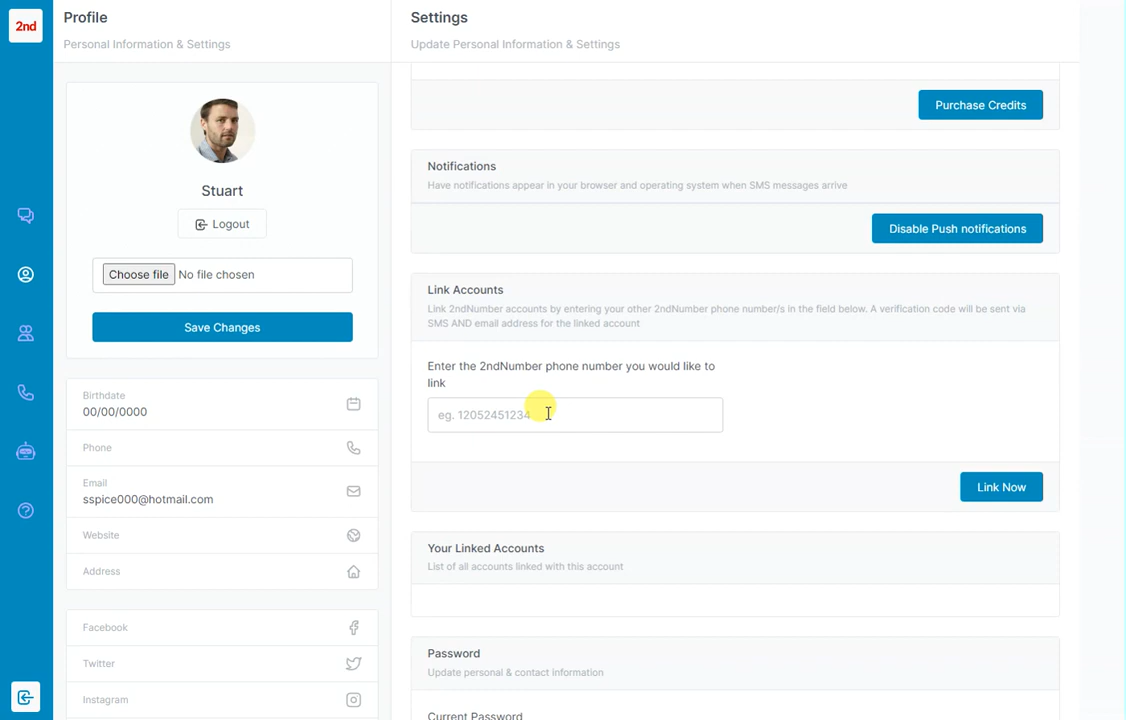 2nd
Profile
Personal Information & Settings
Stuart
Logout
Choose file No file chosen
Save Changes
Birthdate
00/00/0000
Phone
Email
sspice000@hotmail.com
Website
Address
Facebook
Twitter
Instagram
Settings
Update Personal Information & Settings
Purchase Credits
Notifications
Have notifications appear in your browser and operating system when SMS messages arrive
Disable Push notifications
Link Accounts
Link 2ndNumber accounts by entering your other 2ndNumber phone number/s in the field below. A verification code will be sent via
SMS AND email address for the linked account
Enter the 2ndNumber phone number you would like to
link
eg. 12052451234
Link Now
Your Linked Accounts
List of all accounts linked with this account
Password
Update personal & contact information
Current Password